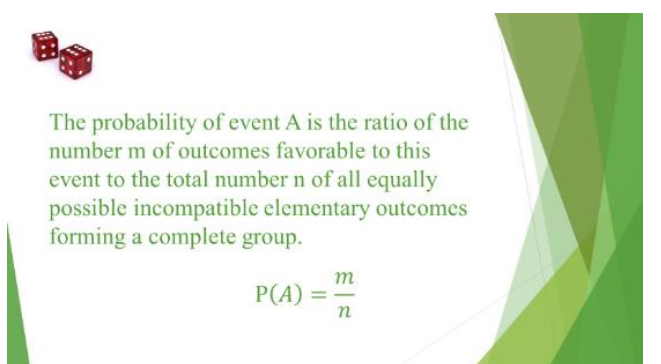 The probability of event A is the ratio of the
number m of outcomes favorable to this
event to the total number n of all equally
possible incompatible elementary outcomes
forming a complete group.
P(A) = m/n